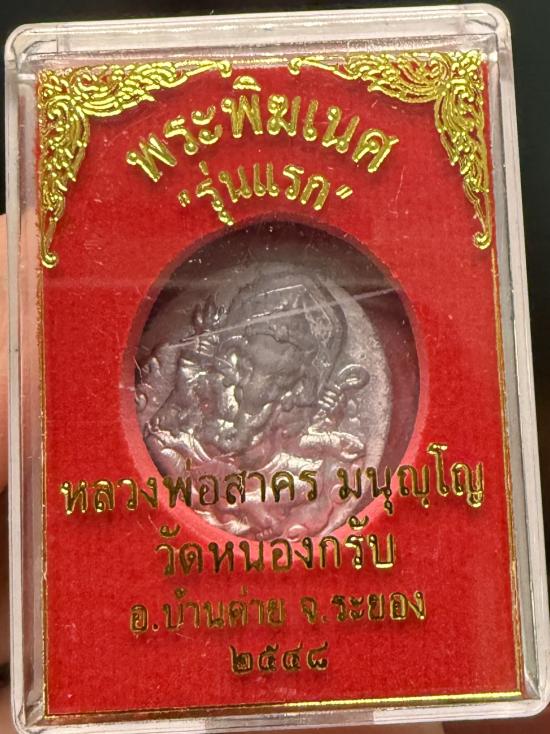 พระพิฆเนศ
"รุ่นแรก"
หลวงพ่อสาคร มนุญฺโญ
วัดหนองกรับ
อ.บ้านค่าย จ.ระยอง
๒๕๔๘